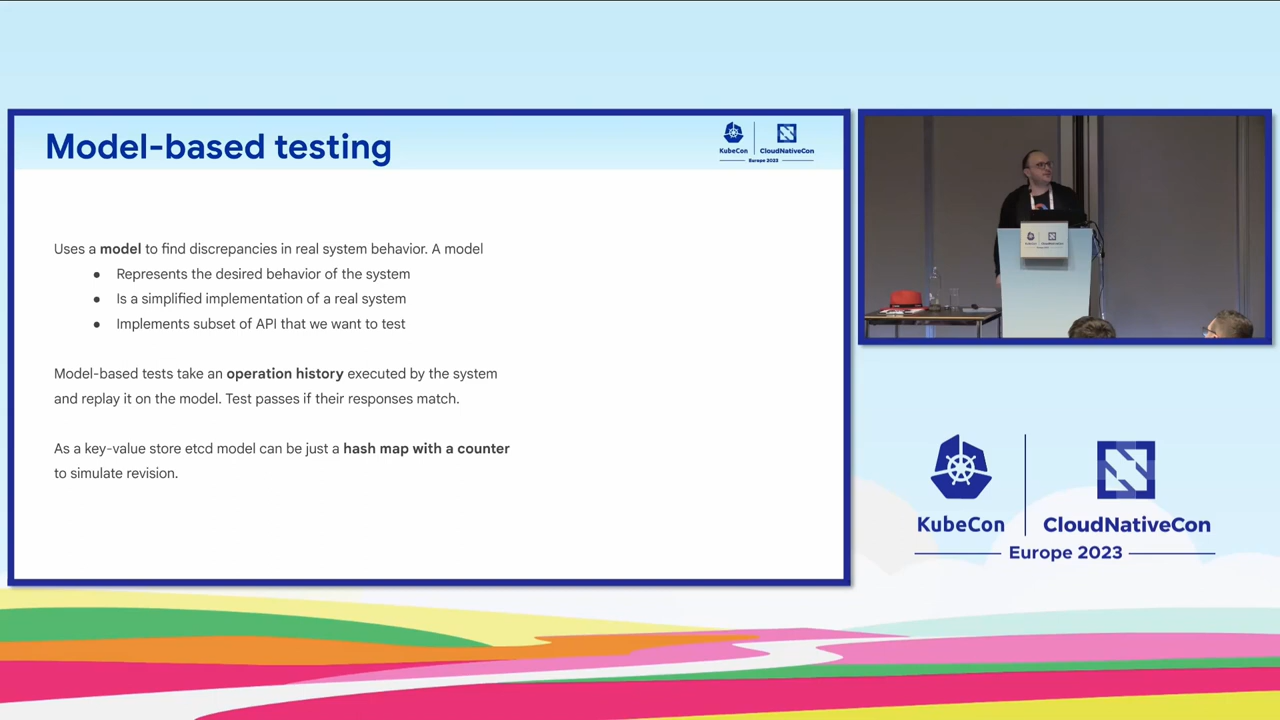 Model-based testing
KubeCon
CloudNativeCon
Europe 2023
Uses a model to find discrepancies in real system behavior. A model
● Represents the desired behavior of the system
● Is a simplified implementation of a real system
● Implements subset of API that we want to test
Model-based tests take an operation history executed by the system
and replay it on the model. Test passes if their responses match.
As a key-value store etcd model can be just a hash map with a counter
to simulate revision.
KubeCon
CloudNativeCon
Europe 2023